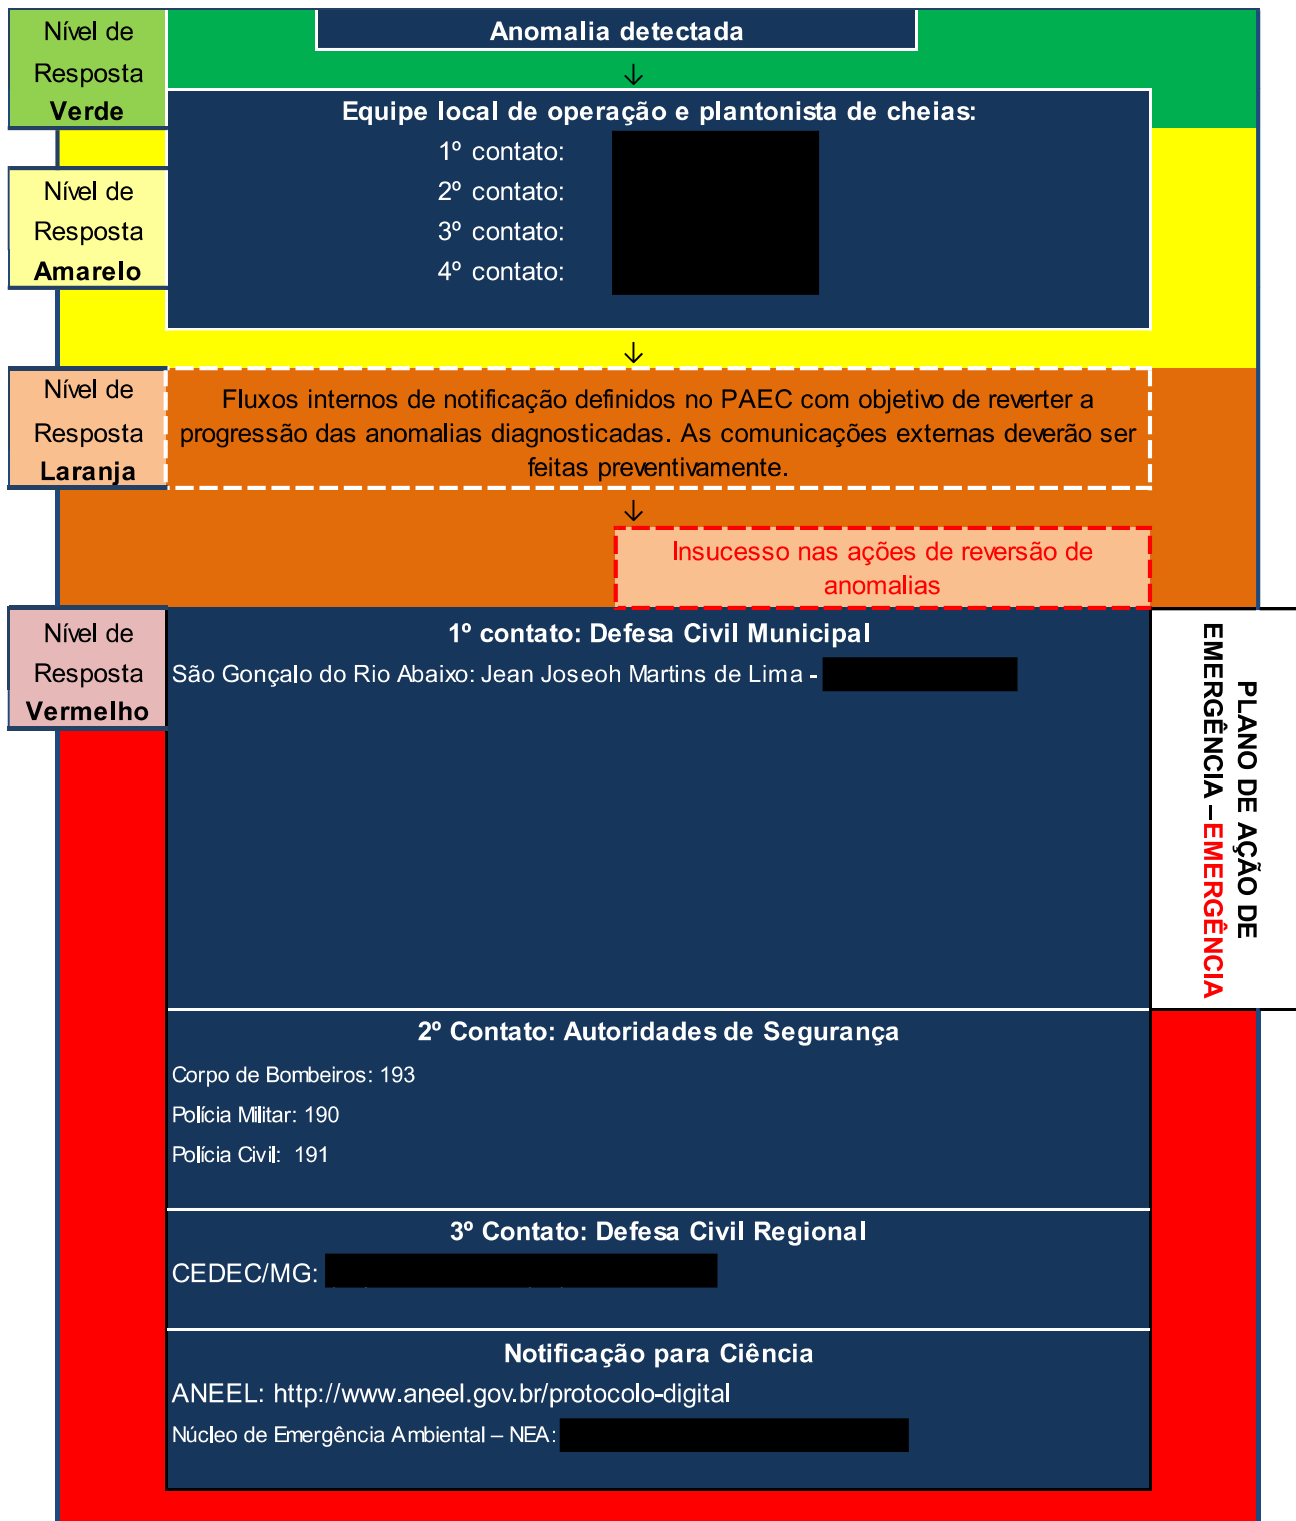 Nível de
Resposta
Verde
Anomalia detectada
↓
Equipe local de operação e plantonista de cheias:
1º contato:
2º contato:
3º contato:
4º contato:
Nível de
Resposta
Amarelo
↓
Nível de
Resposta
Laranja
Fluxos internos de notificação definidos no PAEC com objetivo de reverter a
progressão das anomalias diagnosticadas. As comunicações externas deverão ser
feitas preventivamente.
↓
Insucesso nas ações de reversão de
anomalias
Nível de
Resposta
Vermelho
1º contato: Defesa Civil Municipal
São Gonçalo do Rio Abaixo: Jean Joseoh Martins de Lima -
PLANO DE AÇÃO DE
EMERGÊNCIA – EMERGÊNCIA
2º Contato: Autoridades de Segurança
Corpo de Bombeiros: 193
Polícia Militar: 190
Polícia Civil: 191
3º Contato: Defesa Civil Regional
CEDEC/MG:
Notificação para Ciência
ANEEL: http://www.aneel.gov.br/protocolo-digital
Núcleo de Emergência Ambiental – NEA: